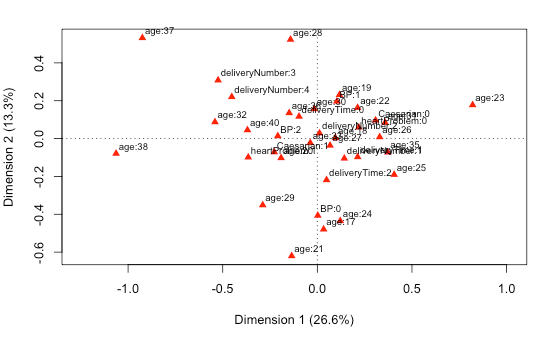 age:37
age:28
deliveryNumber:3
age:19
deliveryNumber:4
BP:1
age:23
age:22
deliveryTime:0
Caesarian:0
age:32
age:40
BP:2
age:26
age:27
Caesarian:1
age:35
age:38
age:25
deliveryTime:2
age:29
BP:0
age:24
age:17
age:21
0.4
0.2
0.0
-0.2
-0.4
-0.6
Dimension 2 (13.3%)
-1.0
-0.5
0.0
0.5
1.0
Dimension 1 (26.6%)